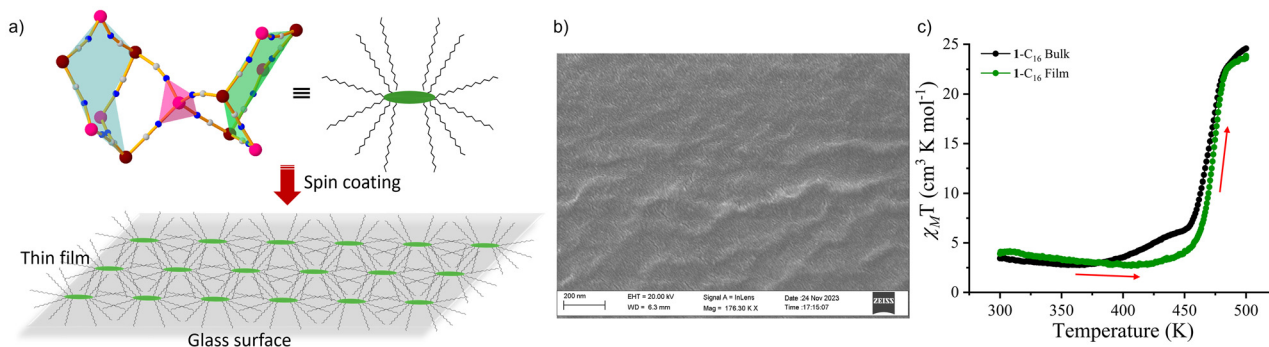 a)
≡
Spin coating
Thin film
Glass surface
b)
200 nm
EHT = 20.00 kV
WD = 6.3 mm
Signal A = InLens
Mag = 176.30 K X
Date :24 Nov 2023
Time :17:15:07
ZEISS
c)
25
20
15
10
5
0
χMT (cm³ K mol⁻¹)
1-C₁₆ Bulk
1-C₁₆ Film
300 350 400 450 500
Temperature (K)